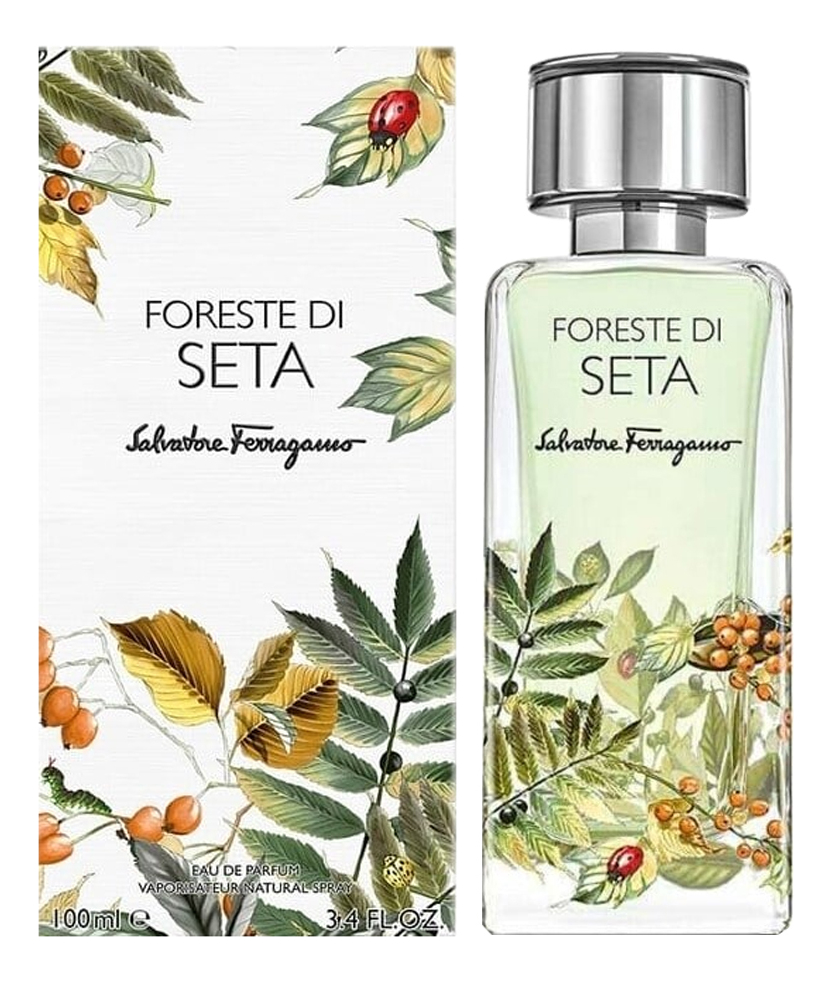 FORESTE DI
SETA
Salvatore Ferragamo
EAU DE PARFUM
VAPORISATEUR NATURAL SPRAY
100ml ℮
3.4 FL.OZ.
FORESTE DI
SETA
Salvatore Ferragamo